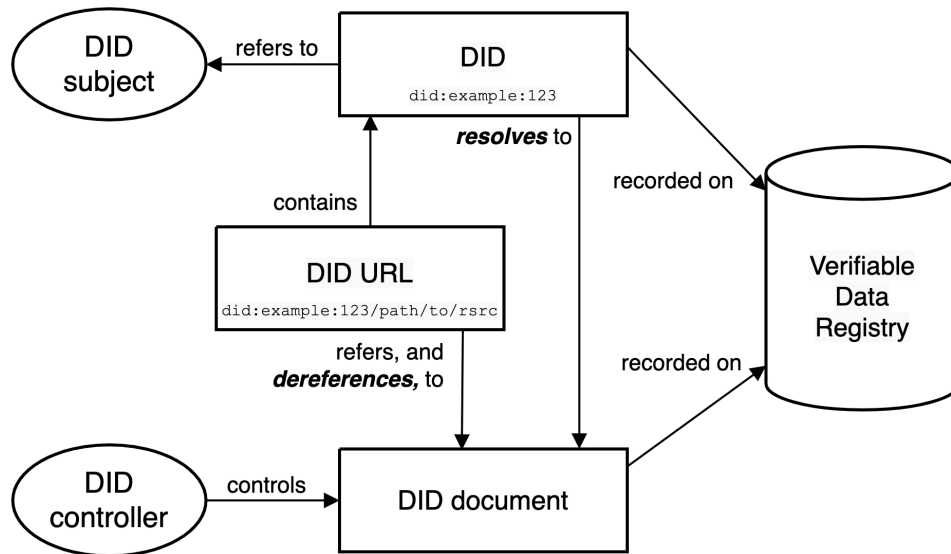 DID
subject
refers to
DID
did:example:123
resolves to
recorded on
contains
DID URL
did:example:123/path/to/rsrc
Verifiable
Data
Registry
refers, and
dereferences, to
recorded on
DID
controller
controls
DID document